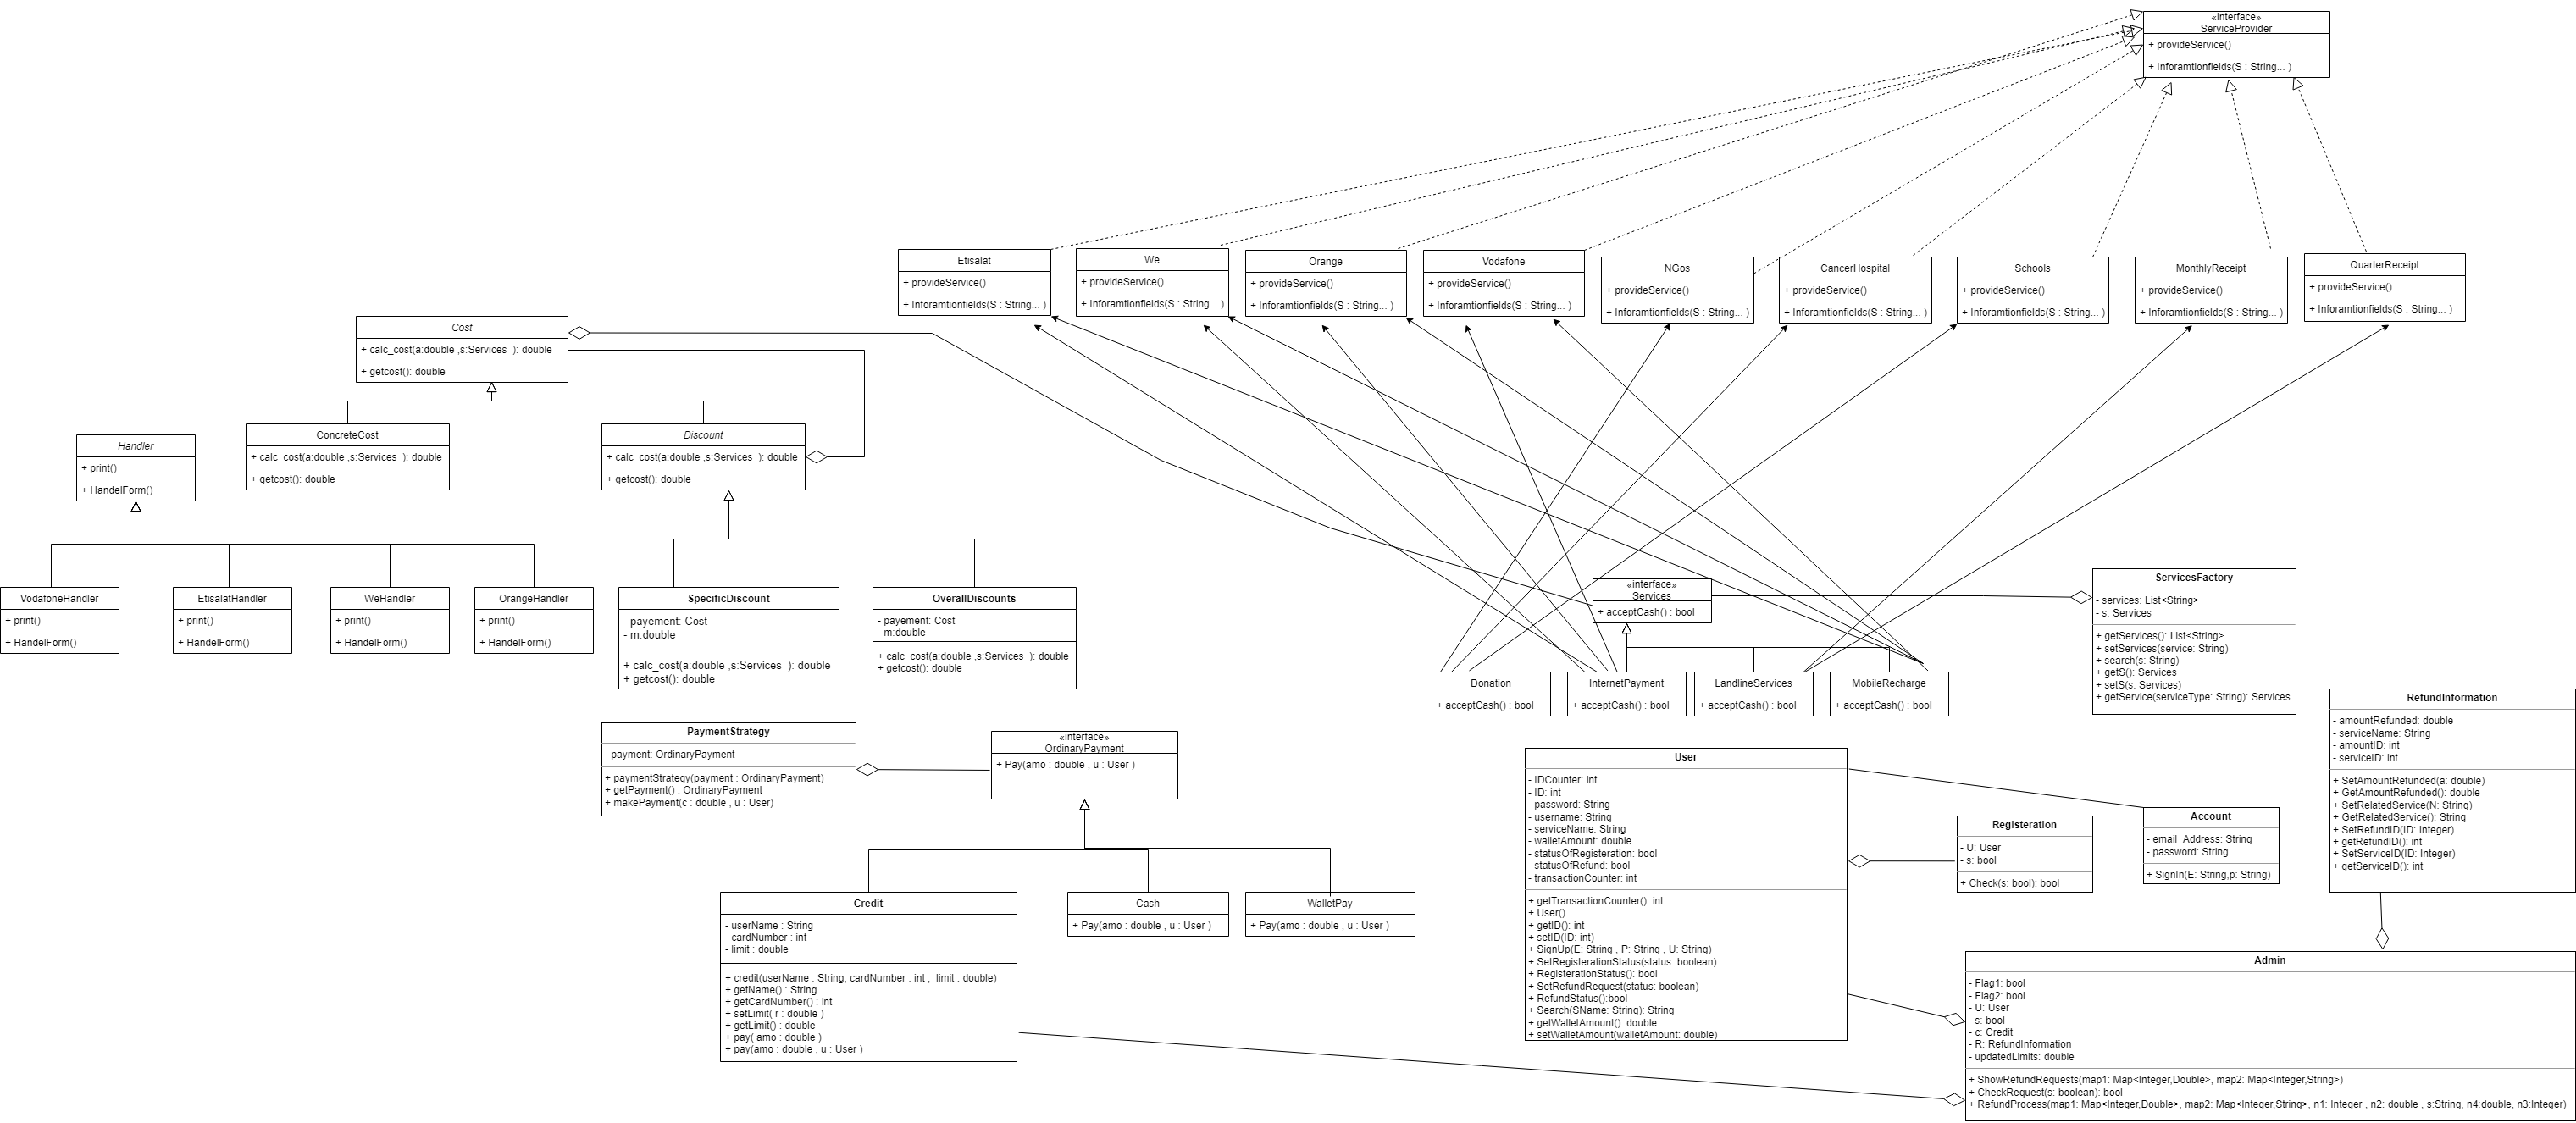 «interface»
ServiceProvider
+ provideService()
+ Inforamtionfields(S : String... )
Etisalat
+ provideService()
+ Inforamtionfields(S : String... )
We
+ provideService()
+ Inforamtionfields(S : String... )
Orange
+ provideService()
+ Inforamtionfields(S : String... )
Vodafone
+ provideService()
+ Inforamtionfields(S : String... )
NGos
+ provideService()
+ Inforamtionfields(S : String... )
CancerHospital
+ provideService()
+ Inforamtionfields(S : String... )
Schools
+ provideService()
+ Inforamtionfields(S : String... )
MonthlyReceipt
+ provideService()
+ Inforamtionfields(S : String... )
QuarterReceipt
+ provideService()
+ Inforamtionfields(S : String... )
Cost
+ calc_cost(a:double ,s:Services ): double
+ getcost(): double
Handler
+ print()
+ HandelForm()
ConcreteCost
+ calc_cost(a:double ,s:Services ): double
+ getcost(): double
Discount
+ calc_cost(a:double ,s:Services ): double
+ getcost(): double
VodafoneHandler
+ print()
+ HandelForm()
EtisalatHandler
+ print()
+ HandelForm()
WeHandler
+ print()
+ HandelForm()
OrangeHandler
+ print()
+ HandelForm()
SpecificDiscount
- payement: Cost
- m:double
+ calc_cost(a:double ,s:Services ): double
+ getcost(): double
OverallDiscounts
- payement: Cost
- m:double
+ calc_cost(a:double ,s:Services ): double
+ getcost(): double
«interface»
Services
+ acceptCash() : bool
Donation
+ acceptCash() : bool
InternetPayment
+ acceptCash() : bool
LandlineServices
+ acceptCash() : bool
MobileRecharge
+ acceptCash() : bool
ServicesFactory
- services: List<String>
- s: Services
+ getServices(): List<String>
+ setServices(service: String)
+ search(s: String)
+ getS(): Services
+ setS(s: Services)
+ getService(serviceType: String): Services
PaymentStrategy
- payment: OrdinaryPayment
+ paymentStrategy(payment : OrdinaryPayment)
+ getPayment() : OrdinaryPayment
+ makePayment(c : double , u : User)
«interface»
OrdinaryPayment
+ Pay(amo : double , u : User )
Credit
- userName : String
- cardNumber : int
- limit : double
+ credit(userName : String, cardNumber : int , limit : double)
+ getName() : String
+ getCardNumber() : int
+ setLimit( r : double )
+ getLimit() : double
+ pay( amo : double )
+ pay(amo : double , u : User )
Cash
+ Pay(amo : double , u : User )
WalletPay
+ Pay(amo : double , u : User )
User
- IDCounter: int
- ID: int
- password: String
- username: String
- serviceName: String
- walletAmount: double
- statusOfRegisteration: bool
- statusOfRefund: bool
- transactionCounter: int
+ getTransactionCounter(): int
+ User()
+ getID(): int
+ setID(ID: int)
+ SignUp(E: String , P: String , U: String)
+ SetRegisterationStatus(status: boolean)
+ RegisterationStatus(): bool
+ SetRefundRequest(status: boolean)
+ RefundStatus():bool
+ Search(SName: String): String
+ getWalletAmount(): double
+ setWalletAmount(walletAmount: double)
Registeration
- U: User
- s: bool
+ Check(s: bool): bool
Account
- email_Address: String
- password: String
+ SignIn(E: String,p: String)
RefundInformation
- amountRefunded: double
- serviceName: String
- amountID: int
- serviceID: int
+ SetAmountRefunded(a: double)
+ GetAmountRefunded(): double
+ SetRelatedService(N: String)
+ GetRelatedService(): String
+ SetRefundID(ID: Integer)
+ getRefundID(): int
+ SetServiceID(ID: Integer)
+ getServiceID(): int
Admin
- Flag1: bool
- Flag2: bool
- U: User
- s: bool
- c: Credit
- R: RefundInformation
- updatedLimits: double
+ ShowRefundRequests(map1: Map<Integer,Double>, map2: Map<Integer,String>)
+ CheckRequest(s: boolean): bool
+ RefundProcess(map1: Map<Integer,Double>, map2: Map<Integer,String>, n1: Integer , n2: double , s:String, n4:double, n3:Integer)